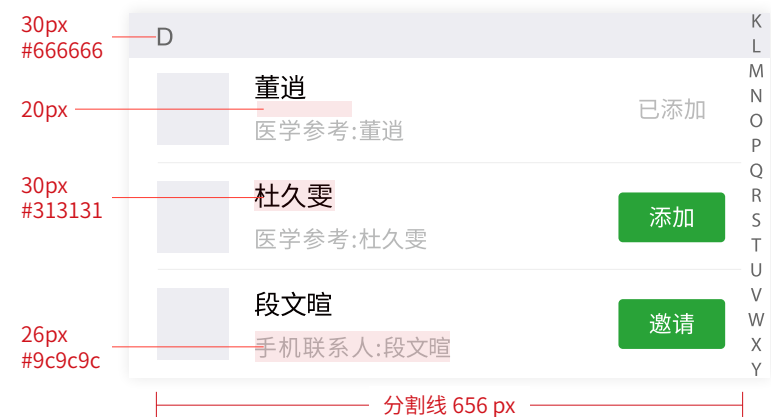 30px
#666666
D
20px
董逍
医学参考:董逍
已添加
30px
#313131
杜久雯
医学参考:杜久雯
添加
26px
#9c9c9c
段文暄
手机联系人:段文暄
邀请
K
L
M
N
O
P
Q
R
S
T
U
V
W
X
Y
分割线 656 px